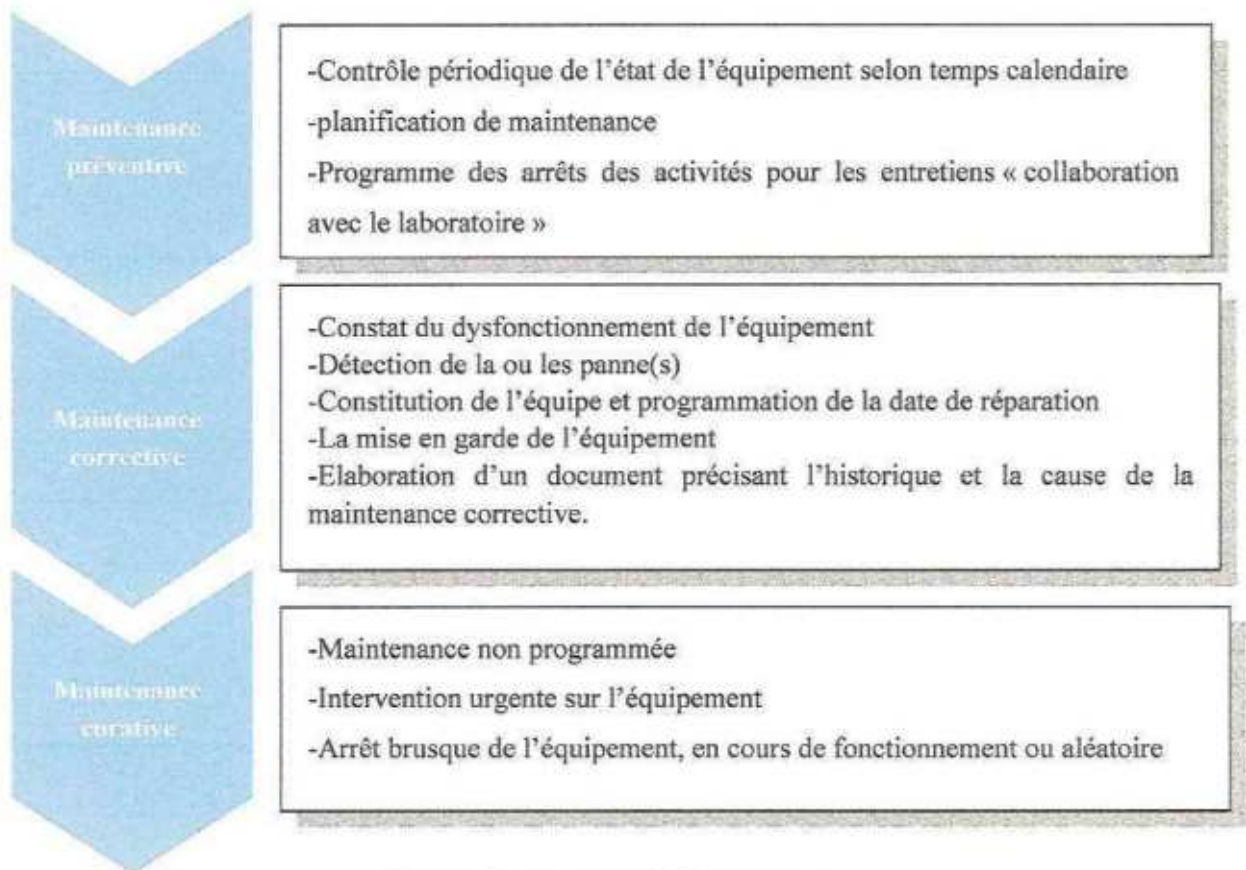 Maintenance
préventive
-Contrôle périodique de l'état de l'équipement selon temps calendaire
-planification de maintenance
-Programme des arrêts des activités pour les entretiens « collaboration
avec le laboratoire »
Maintenance
corrective
-Constat du dysfonctionnement de l'équipement
-Détection de la ou les panne(s)
-Constitution de l'équipe et programmation de la date de réparation
-La mise en garde de l'équipement
-Elaboration d'un document précisant l'historique et la cause de la
maintenance corrective.
Maintenance
curative
-Maintenance non programmée
-Intervention urgente sur l'équipement
-Arrêt brusque de l'équipement, en cours de fonctionnement ou aléatoire